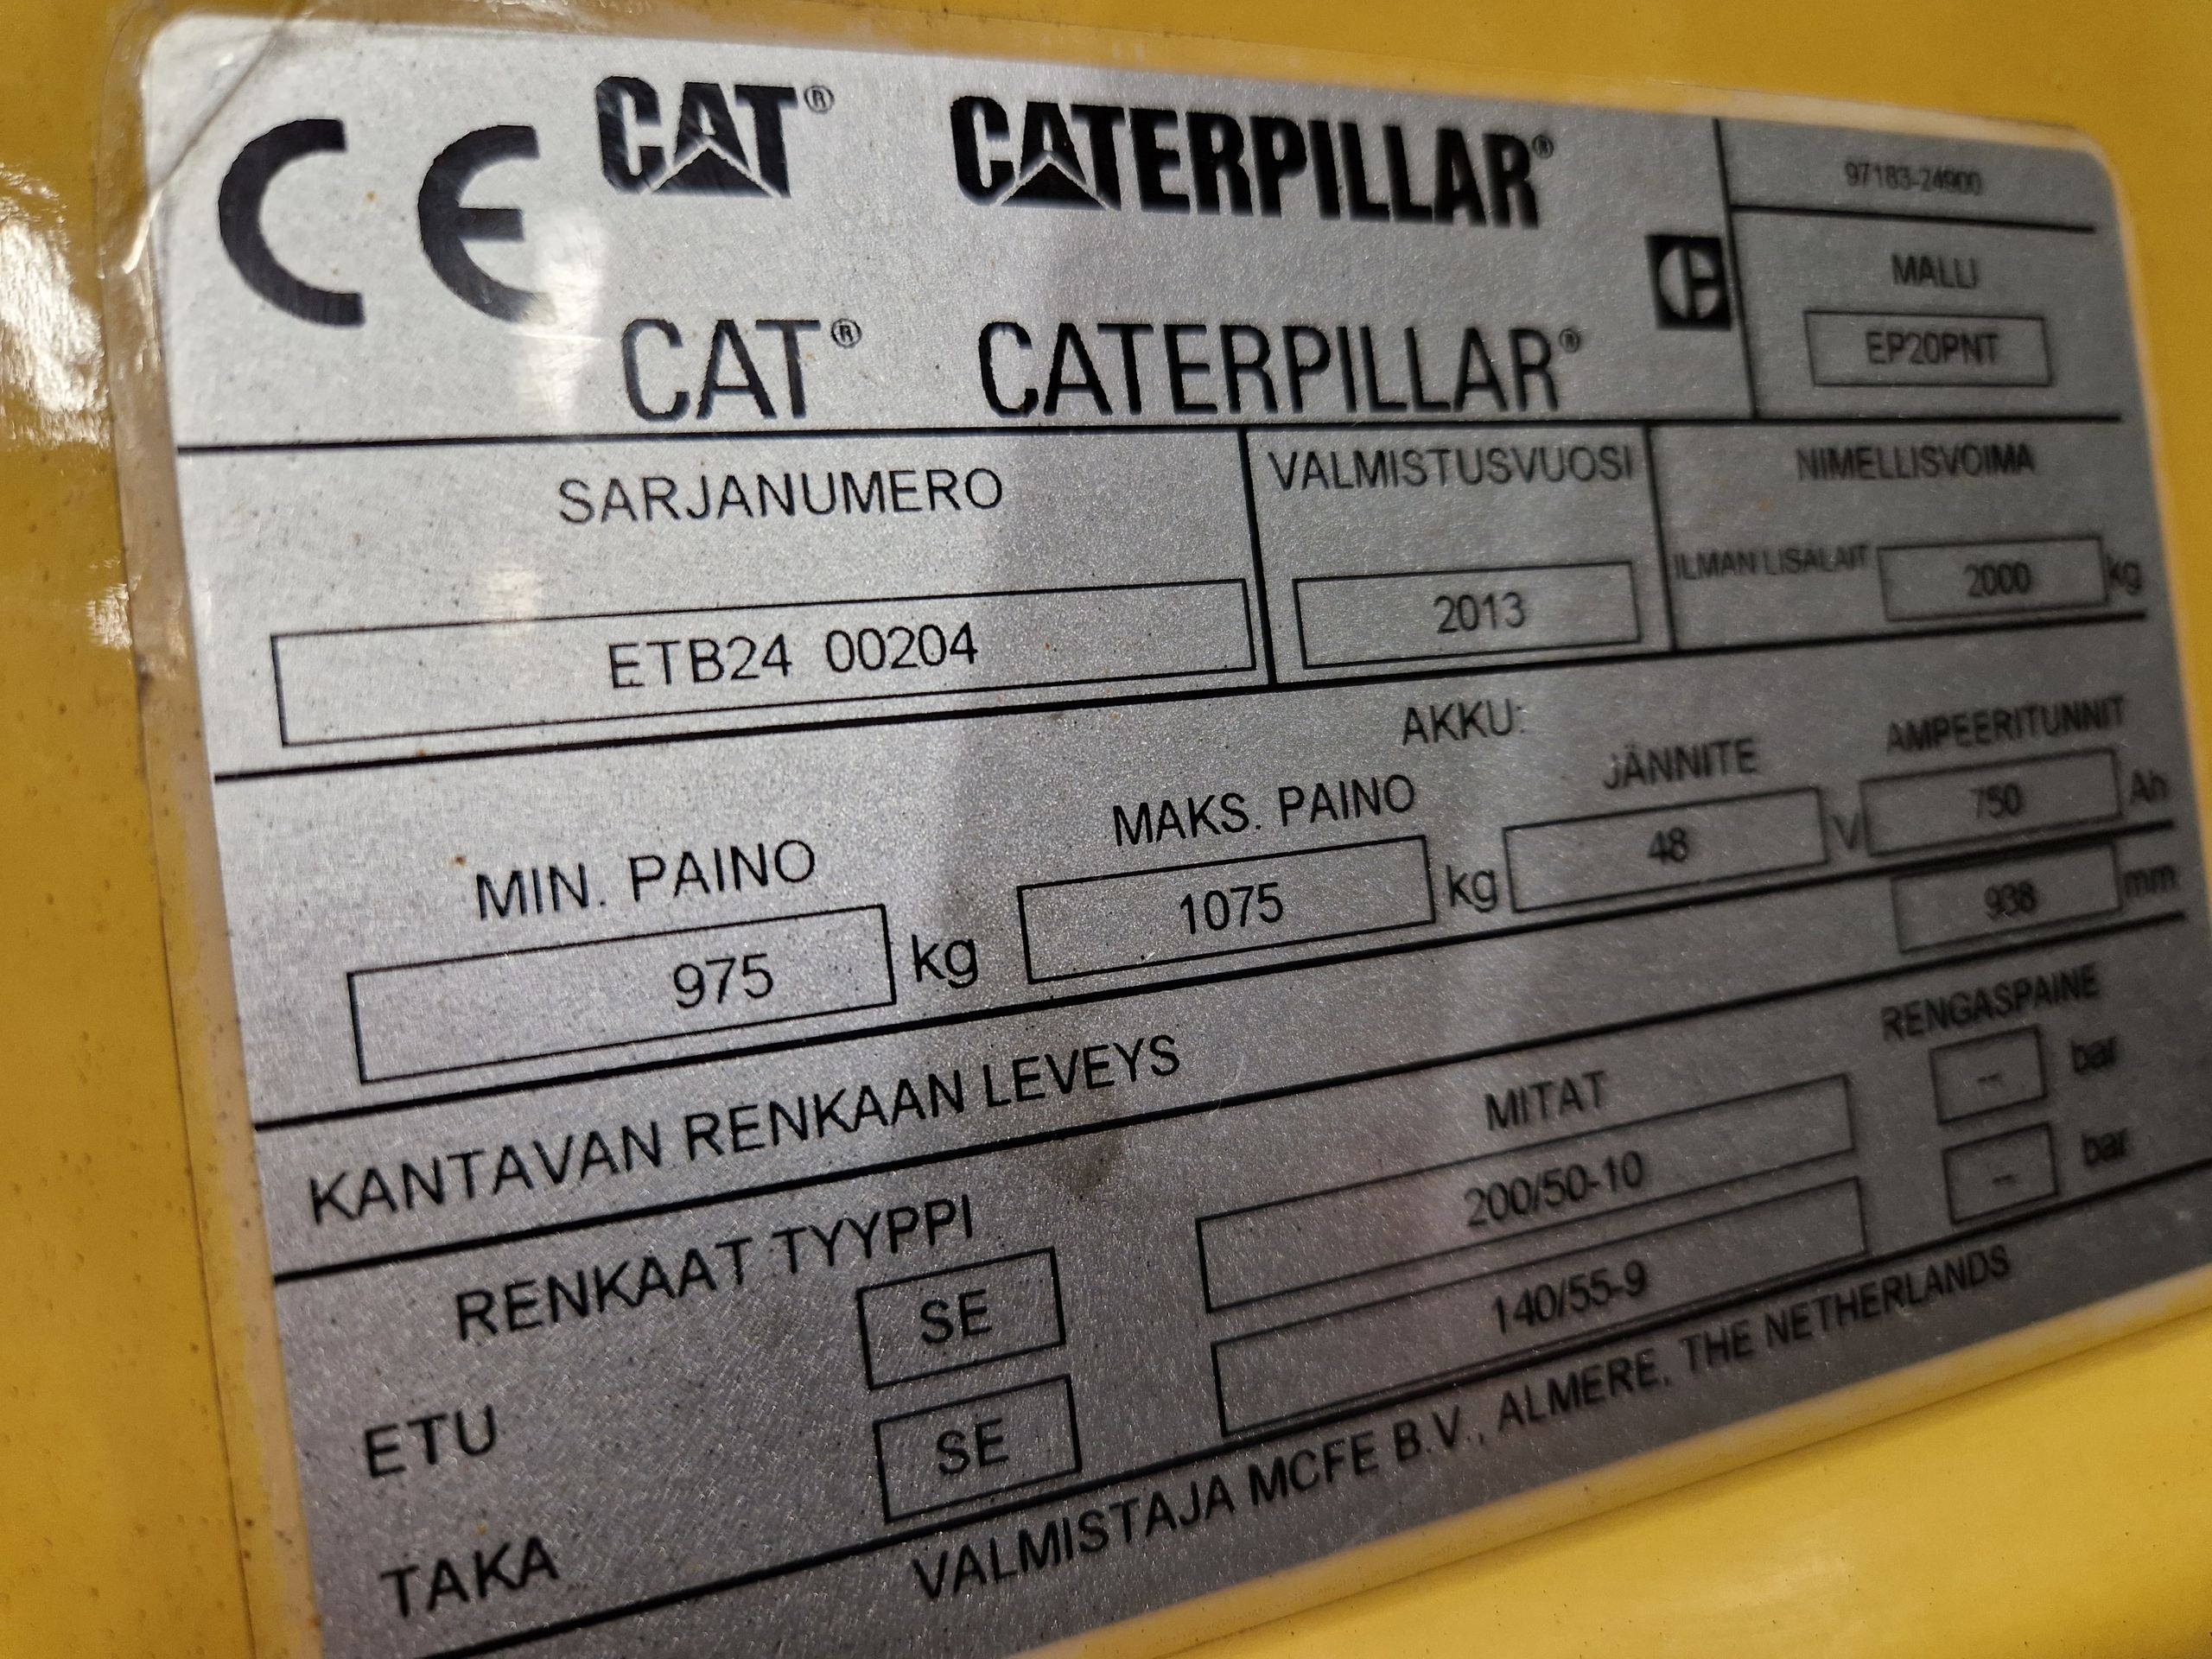 CE CAT® CATERPILLAR®
97183-24900
CAT® CATERPILLAR®
MALLI
EP20PNT
SARJANUMERO
ETB24 00204
VALMISTUSVUOSI
2013
NIMELLISVOIMA
ILMAN LISALAIT 2000 kg
AKKU:
MIN. PAINO MAKS. PAINO JÄNNITE AMPEERITUNNIT
975 kg 1075 kg 48 V 750 Ah
KANTAVAN RENKAAN LEVEYS 938 mm
RENKAAT TYYPPI MITAT RENGASPAINE
ETU SE 200/50-10 -- bar
TAKA SE 140/55-9 -- bar
VALMISTAJA MCFE B.V., ALMERE, THE NETHERLANDS